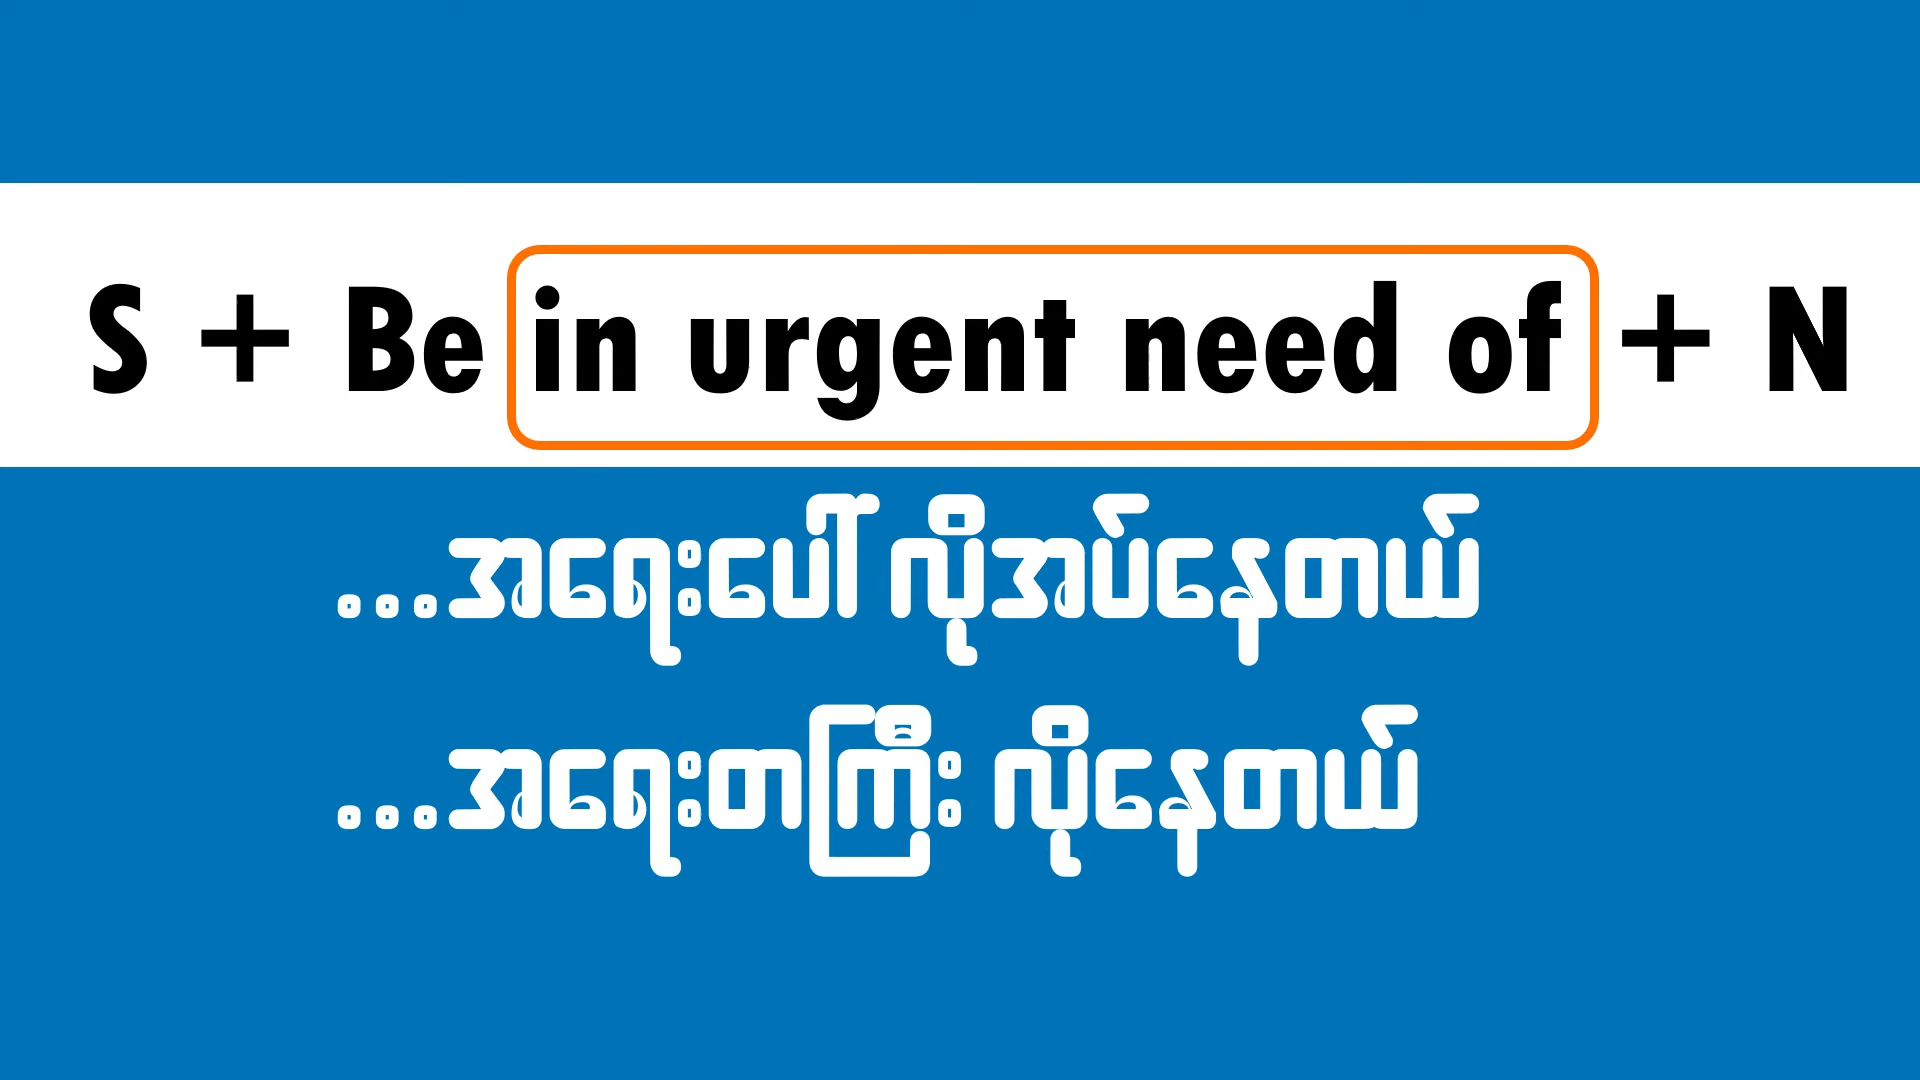 S + Be in urgent need of + N
...အရေးပေါ် လိုအပ်နေတယ်
...အရေးတကြီး လိုနေတယ်